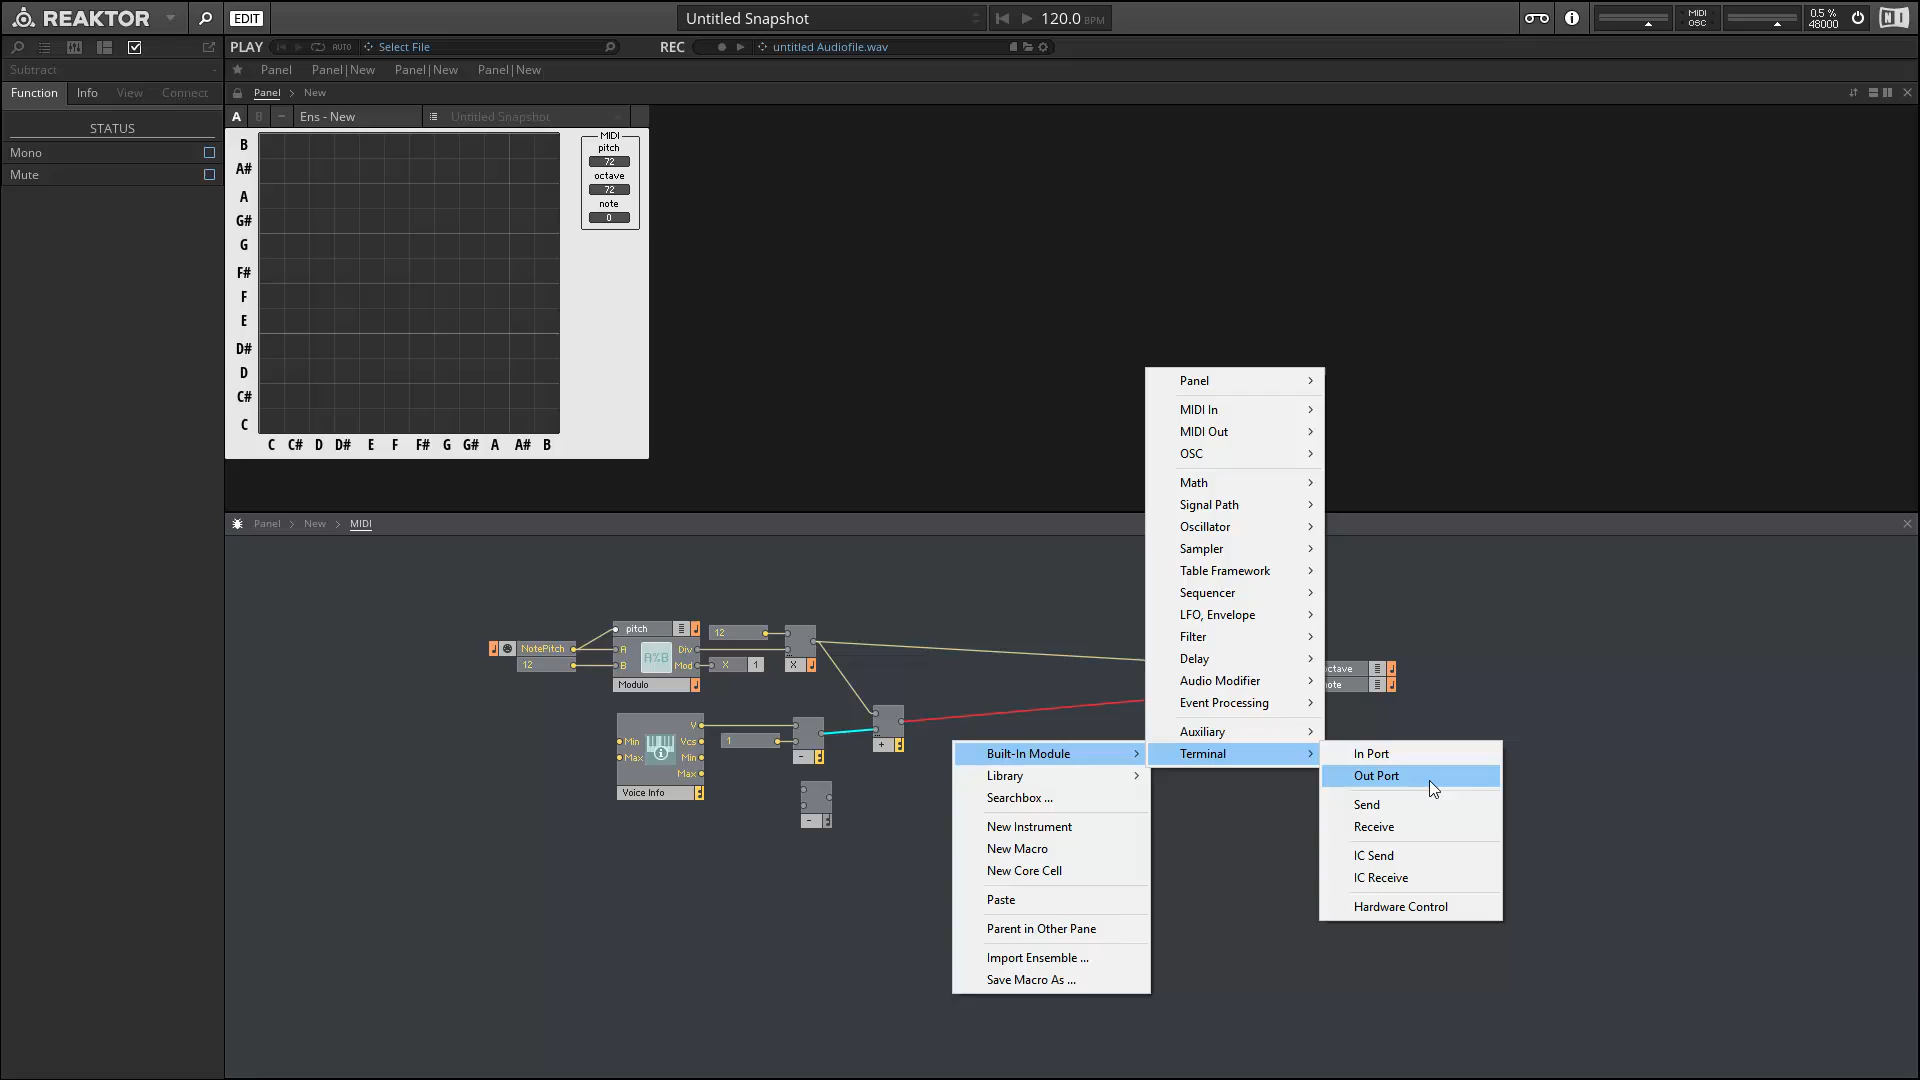 REAKTOR
EDIT
Untitled Snapshot
120.0 BPM
MIDI
OSC
0.5 %
48000
PLAY
AUTO
Select File
REC
untitled Audiofile.wav
Subtract
Panel
Panel|New
Panel|New
Panel|New
Function
Info
View
Connect
Panel > New
STATUS
Mono
Mute
A
B
Ens - New
Untitled Snapshot
B
A#
A
G#
G
F#
F
E
D#
D
C#
C
C C# D D# E F F# G G# A A# B
MIDI
pitch
72
octave
72
note
0
Panel > New > MIDI
NotePitch
12
pitch
A
B
A%B
Div
Mod
Modulo
12
X 1
X
V
Min
Max
Vcs
Min
Max
Voice Info
1
-
+
-
ctave
ote
Built-In Module
Library
Searchbox ...
New Instrument
New Macro
New Core Cell
Paste
Parent in Other Pane
Import Ensemble ...
Save Macro As ...
Panel
MIDI In
MIDI Out
OSC
Math
Signal Path
Oscillator
Sampler
Table Framework
Sequencer
LFO, Envelope
Filter
Delay
Audio Modifier
Event Processing
Auxiliary
Terminal
In Port
Out Port
Send
Receive
IC Send
IC Receive
Hardware Control